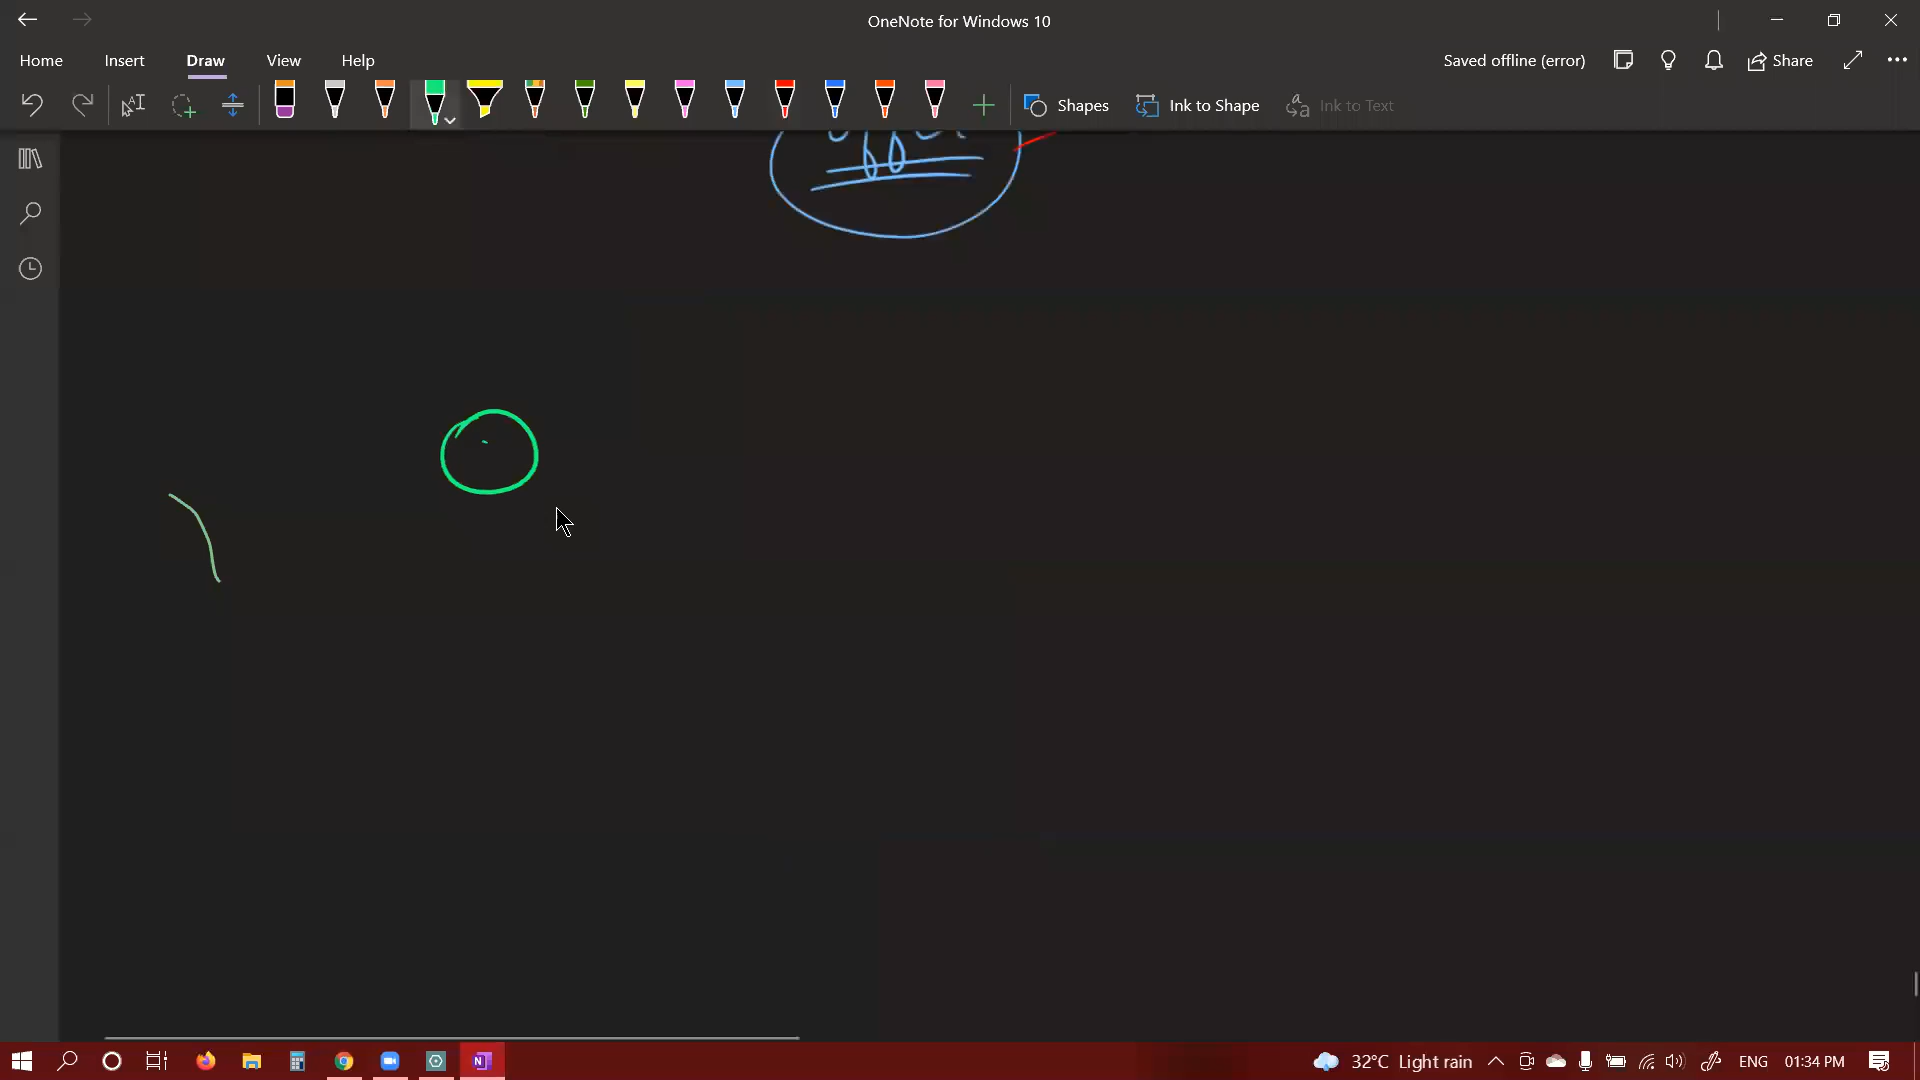 OneNote for Windows 10
Home Insert Draw View Help
Saved offline (error) Share
Shapes Ink to Shape Ink to Text
32°C Light rain ENG 01:34 PM